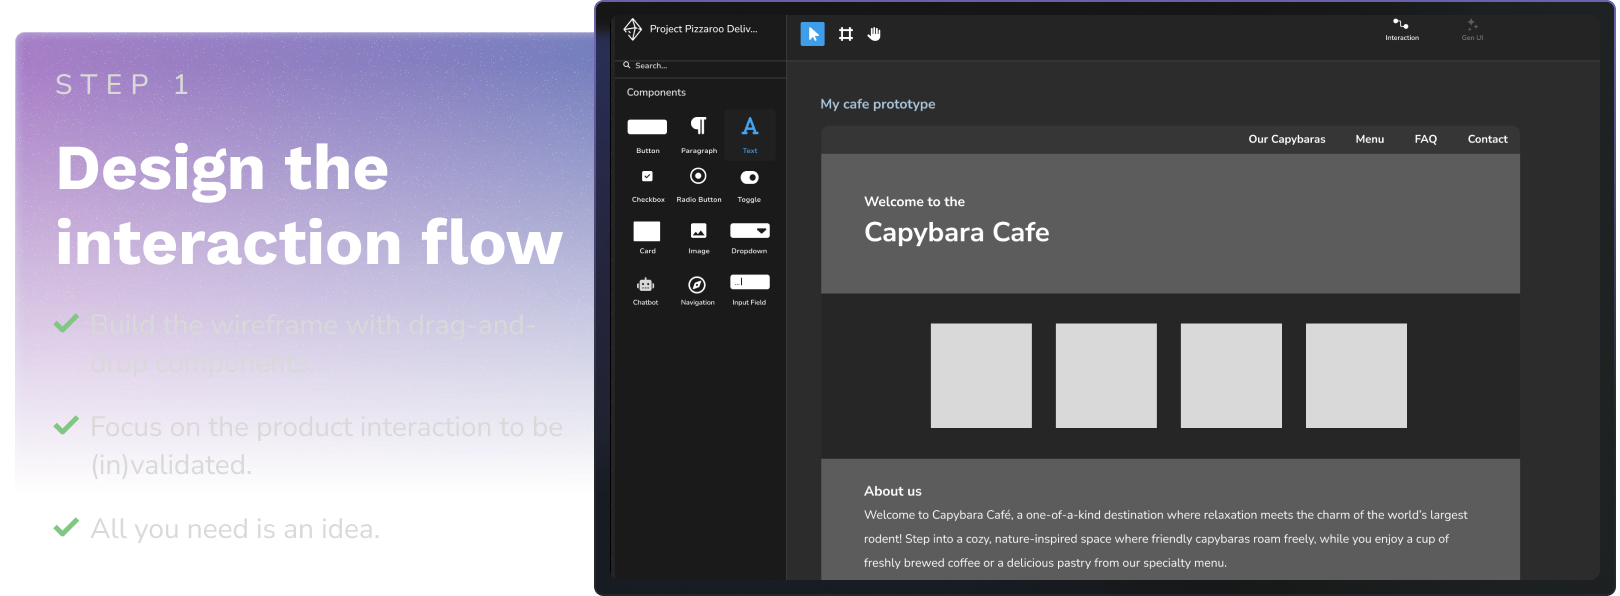 STEP 1
Design the
interaction flow
Build the wireframe with drag-and-
drop components.
Focus on the product interaction to be
(in)validated.
All you need is an idea.
Project Pizzaroo Deliv...
Search...
Components
Button
Paragraph
Text
Checkbox
Radio Button
Toggle
Card
Image
Dropdown
Chatbot
Navigation
Input Field
Interaction
Gen UI
My cafe prototype
Our Capybaras
Menu
FAQ
Contact
Welcome to the
Capybara Cafe
About us
Welcome to Capybara Café, a one-of-a-kind destination where relaxation meets the charm of the world's largest
rodent! Step into a cozy, nature-inspired space where friendly capybaras roam freely, while you enjoy a cup of
freshly brewed coffee or a delicious pastry from our specialty menu.